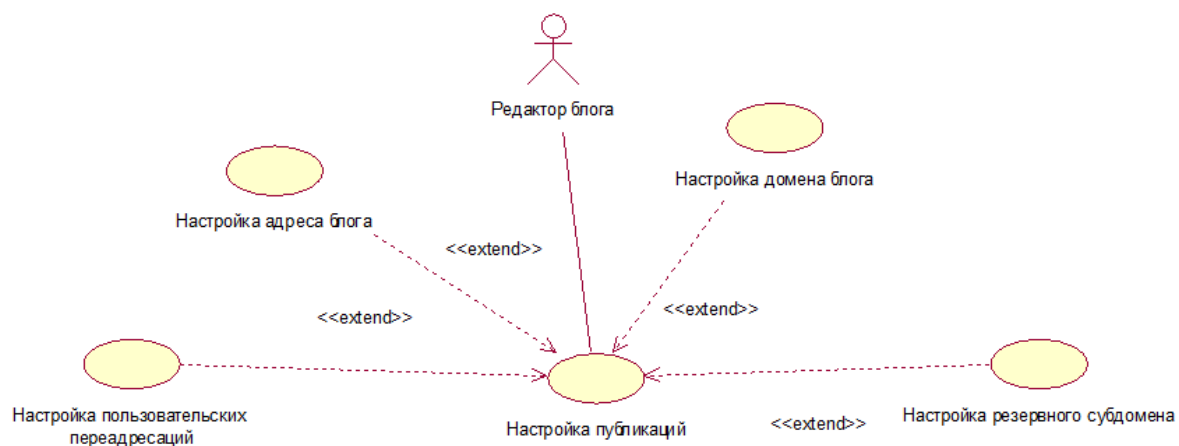 Редактор блога
Настройка домена блога
Настройка адреса блога
<<extend>>
<<extend>>
<<extend>>
Настройка пользовательских
переадресаций
Настройка публикаций
<<extend>>
Настройка резервного субдомена